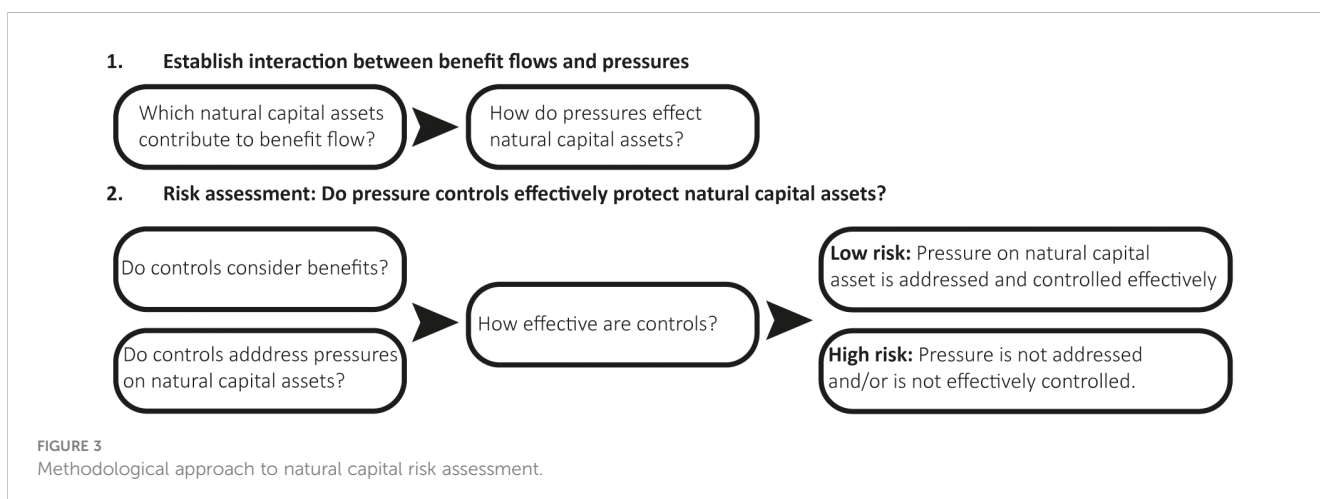 1. Establish interaction between benefit flows and pressures
Which natural capital assets
contribute to benefit flow?
How do pressures effect
natural capital assets?
2. Risk assessment: Do pressure controls effectively protect natural capital assets?
Do controls consider benefits?
Do controls adddress pressures
on natural capital assets?
How effective are controls?
Low risk: Pressure on natural capital
asset is addressed and controlled effectively
High risk: Pressure is not addressed
and/or is not effectively controlled.
FIGURE 3
Methodological approach to natural capital risk assessment.